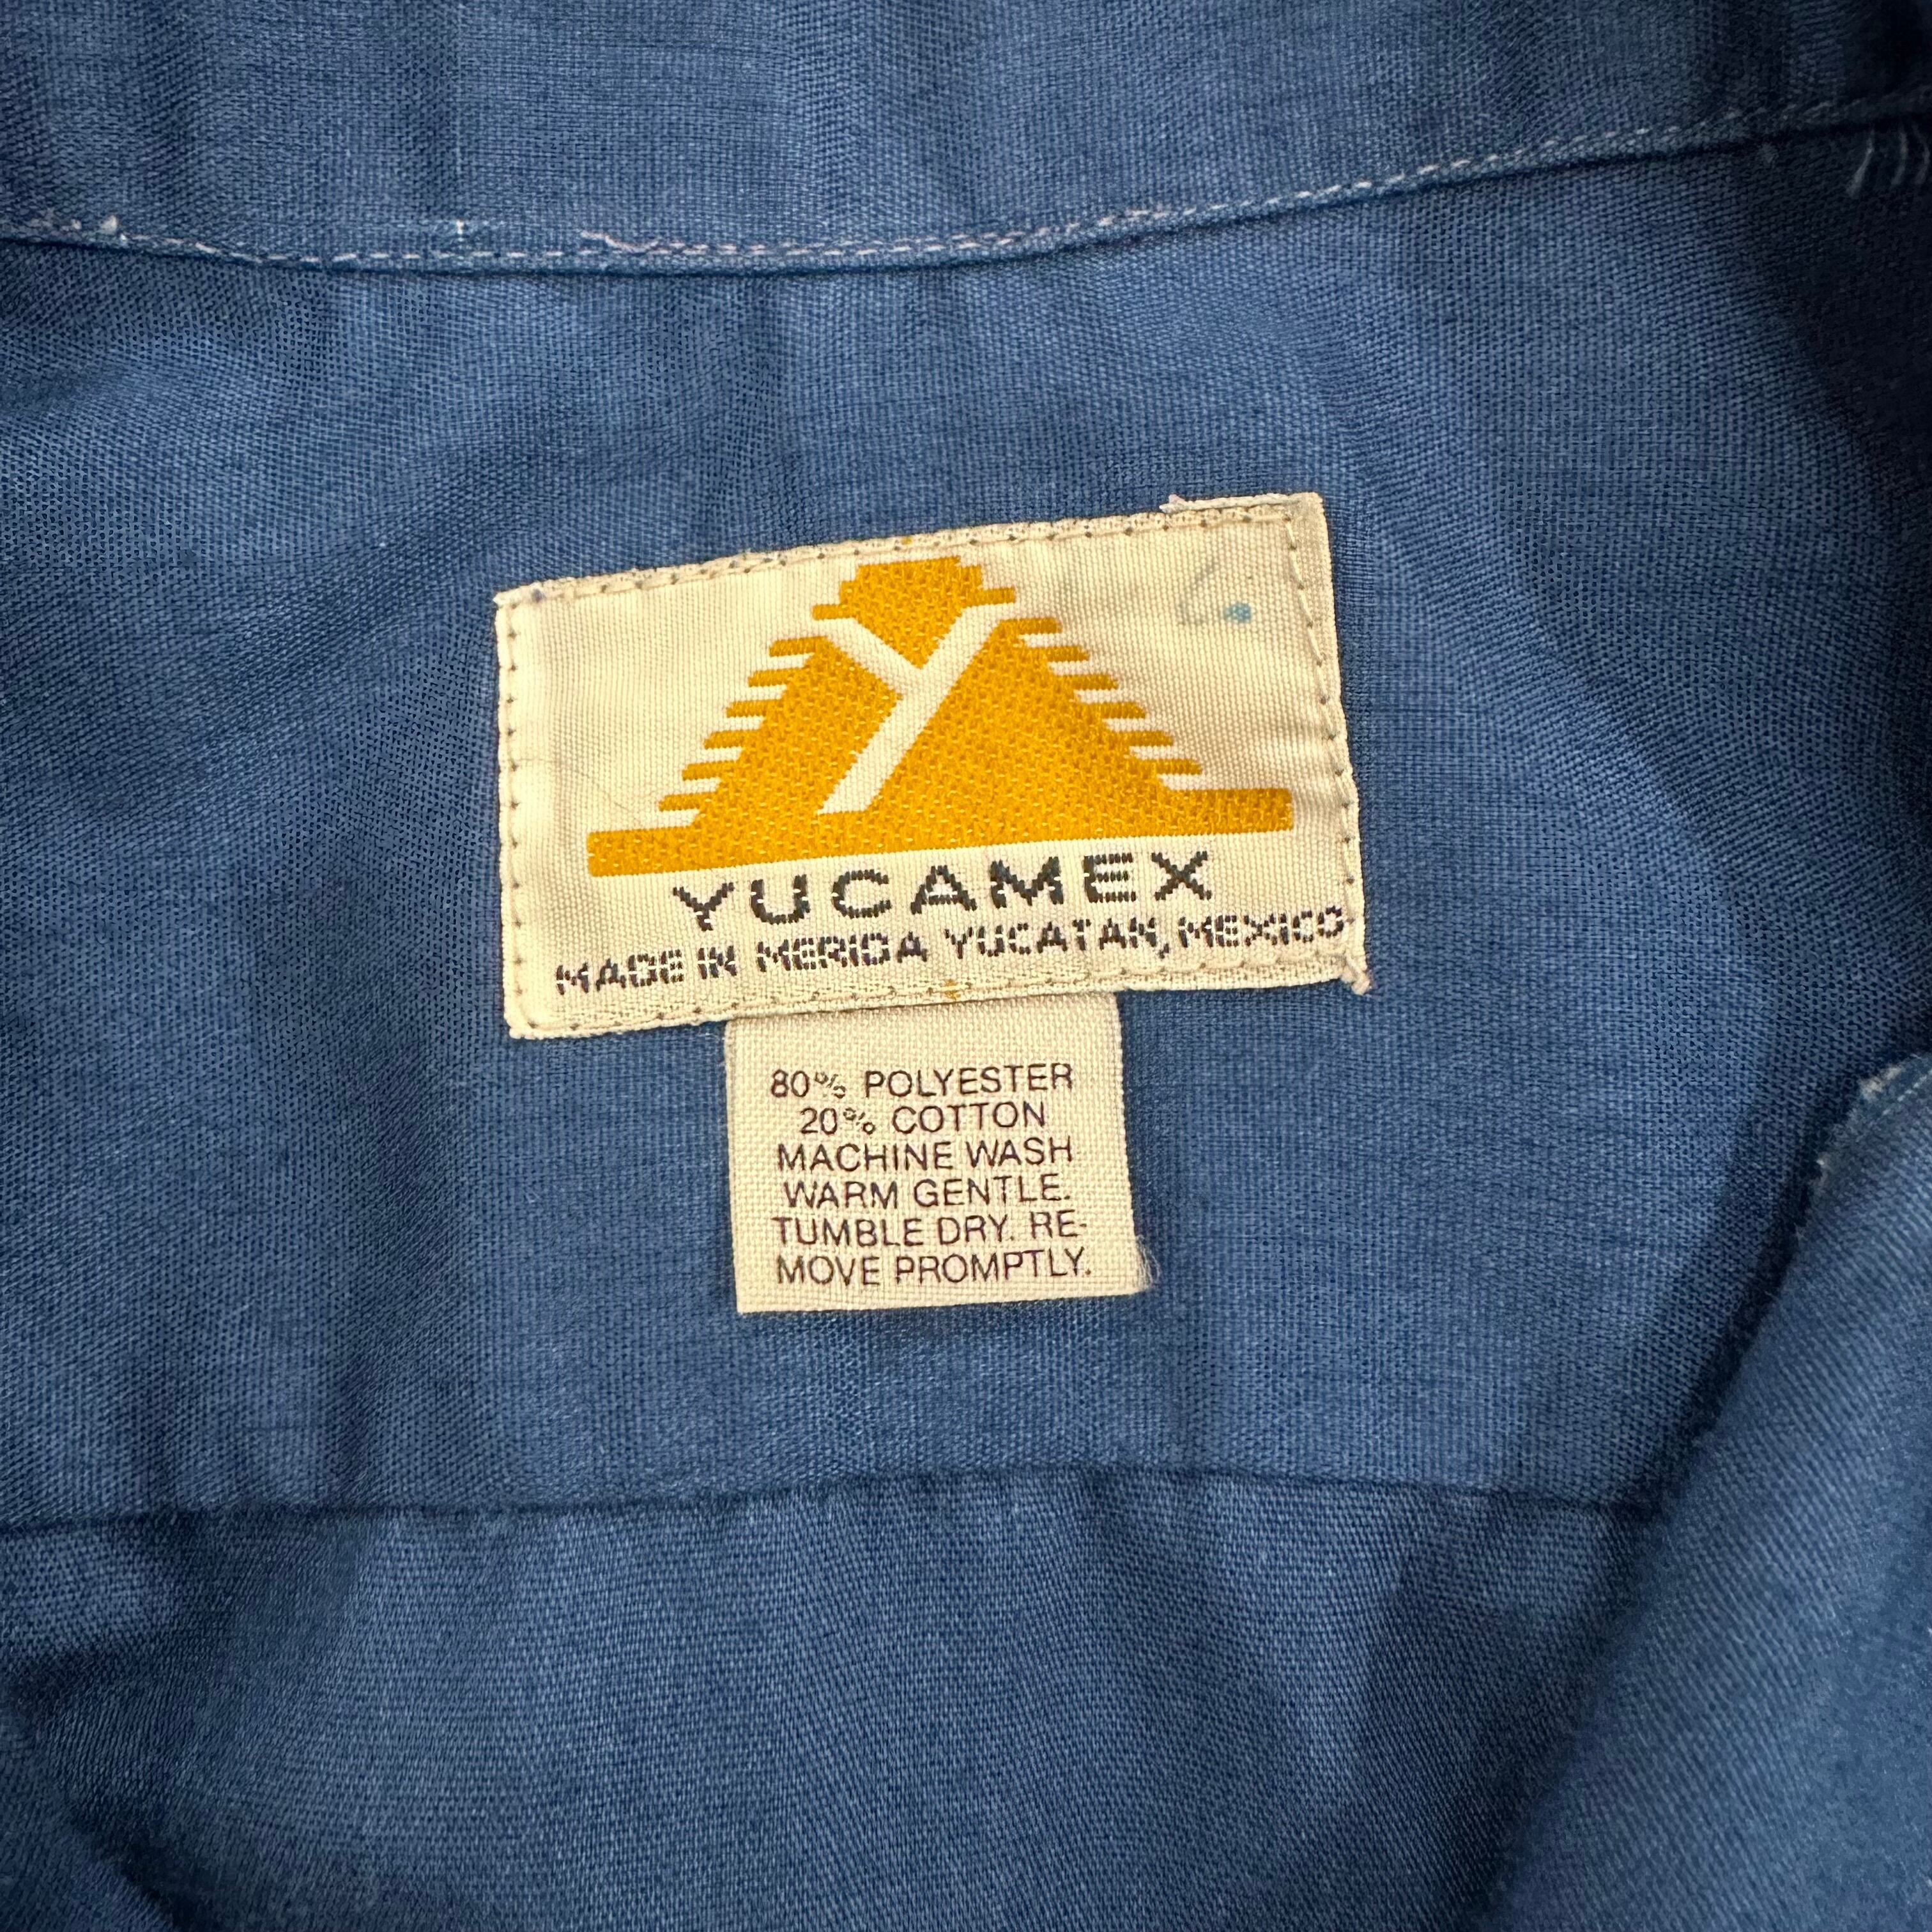 Y
YUCAMEX
MADE IN MERIDA YUCATAN, MEXICO
80% POLYESTER
20% COTTON
MACHINE WASH
WARM GENTLE.
TUMBLE DRY. RE-
MOVE PROMPTLY.